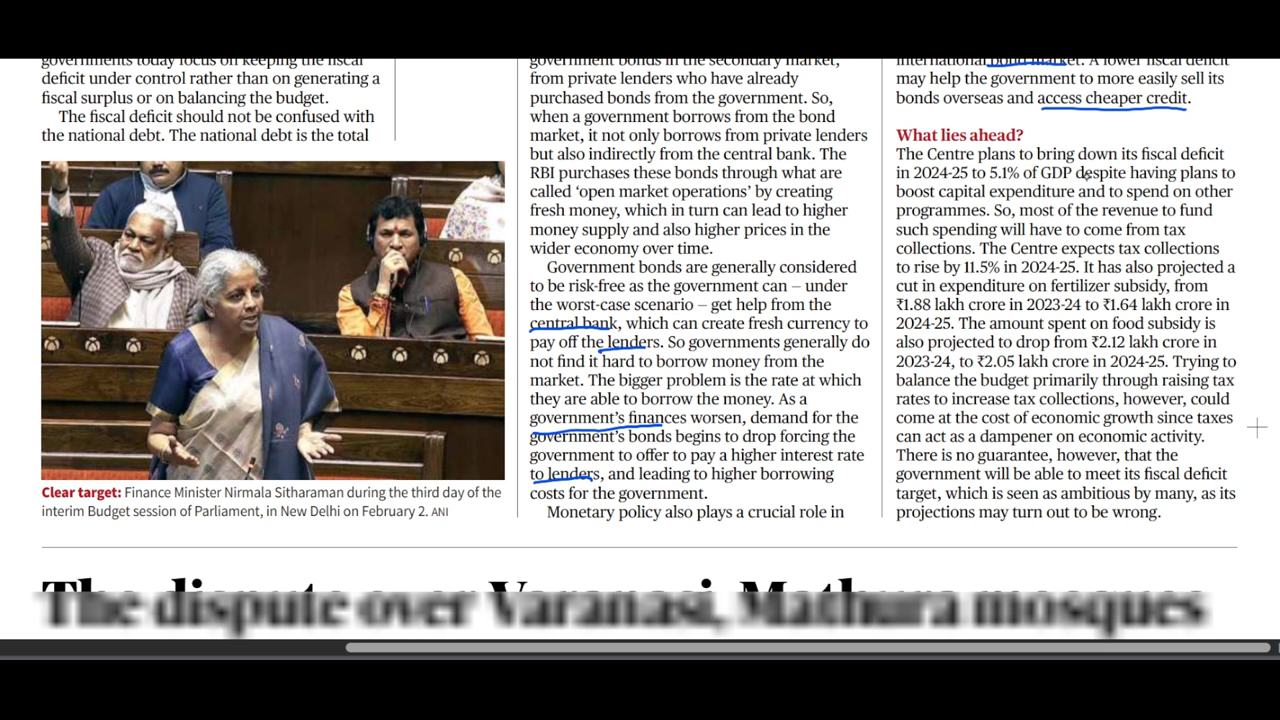 governments today focus on keeping the fiscal
deficit under control rather than on generating a
fiscal surplus or on balancing the budget.
The fiscal deficit should not be confused with
the national debt. The national debt is the total
Clear target: Finance Minister Nirmala Sitharaman during the third day of the
interim Budget session of Parliament, in New Delhi on February 2. ANI
government bonds in the secondary market,
from private lenders who have already
purchased bonds from the government. So,
when a government borrows from the bond
market, it not only borrows from private lenders
but also indirectly from the central bank. The
RBI purchases these bonds through what are
called ‘open market operations’ by creating
fresh money, which in turn can lead to higher
money supply and also higher prices in the
wider economy over time.
Government bonds are generally considered
to be risk-free as the government can — under
the worst-case scenario — get help from the
central bank, which can create fresh currency to
pay off the lenders. So governments generally do
not find it hard to borrow money from the
market. The bigger problem is the rate at which
they are able to borrow the money. As a
government’s finances worsen, demand for the
government’s bonds begins to drop forcing the
government to offer to pay a higher interest rate
to lenders, and leading to higher borrowing
costs for the government.
Monetary policy also plays a crucial role in
international bond market. A lower fiscal deficit
may help the government to more easily sell its
bonds overseas and access cheaper credit.
What lies ahead?
The Centre plans to bring down its fiscal deficit
in 2024-25 to 5.1% of GDP despite having plans to
boost capital expenditure and to spend on other
programmes. So, most of the revenue to fund
such spending will have to come from tax
collections. The Centre expects tax collections
to rise by 11.5% in 2024-25. It has also projected a
cut in expenditure on fertilizer subsidy, from
₹1.88 lakh crore in 2023-24 to ₹1.64 lakh crore in
2024-25. The amount spent on food subsidy is
also projected to drop from ₹2.12 lakh crore in
2023-24, to ₹2.05 lakh crore in 2024-25. Trying to
balance the budget primarily through raising tax
rates to increase tax collections, however, could
come at the cost of economic growth since taxes
can act as a dampener on economic activity.
There is no guarantee, however, that the
government will be able to meet its fiscal deficit
target, which is seen as ambitious by many, as its
projections may turn out to be wrong.
The dispute over Varanasi, Mathura mosques